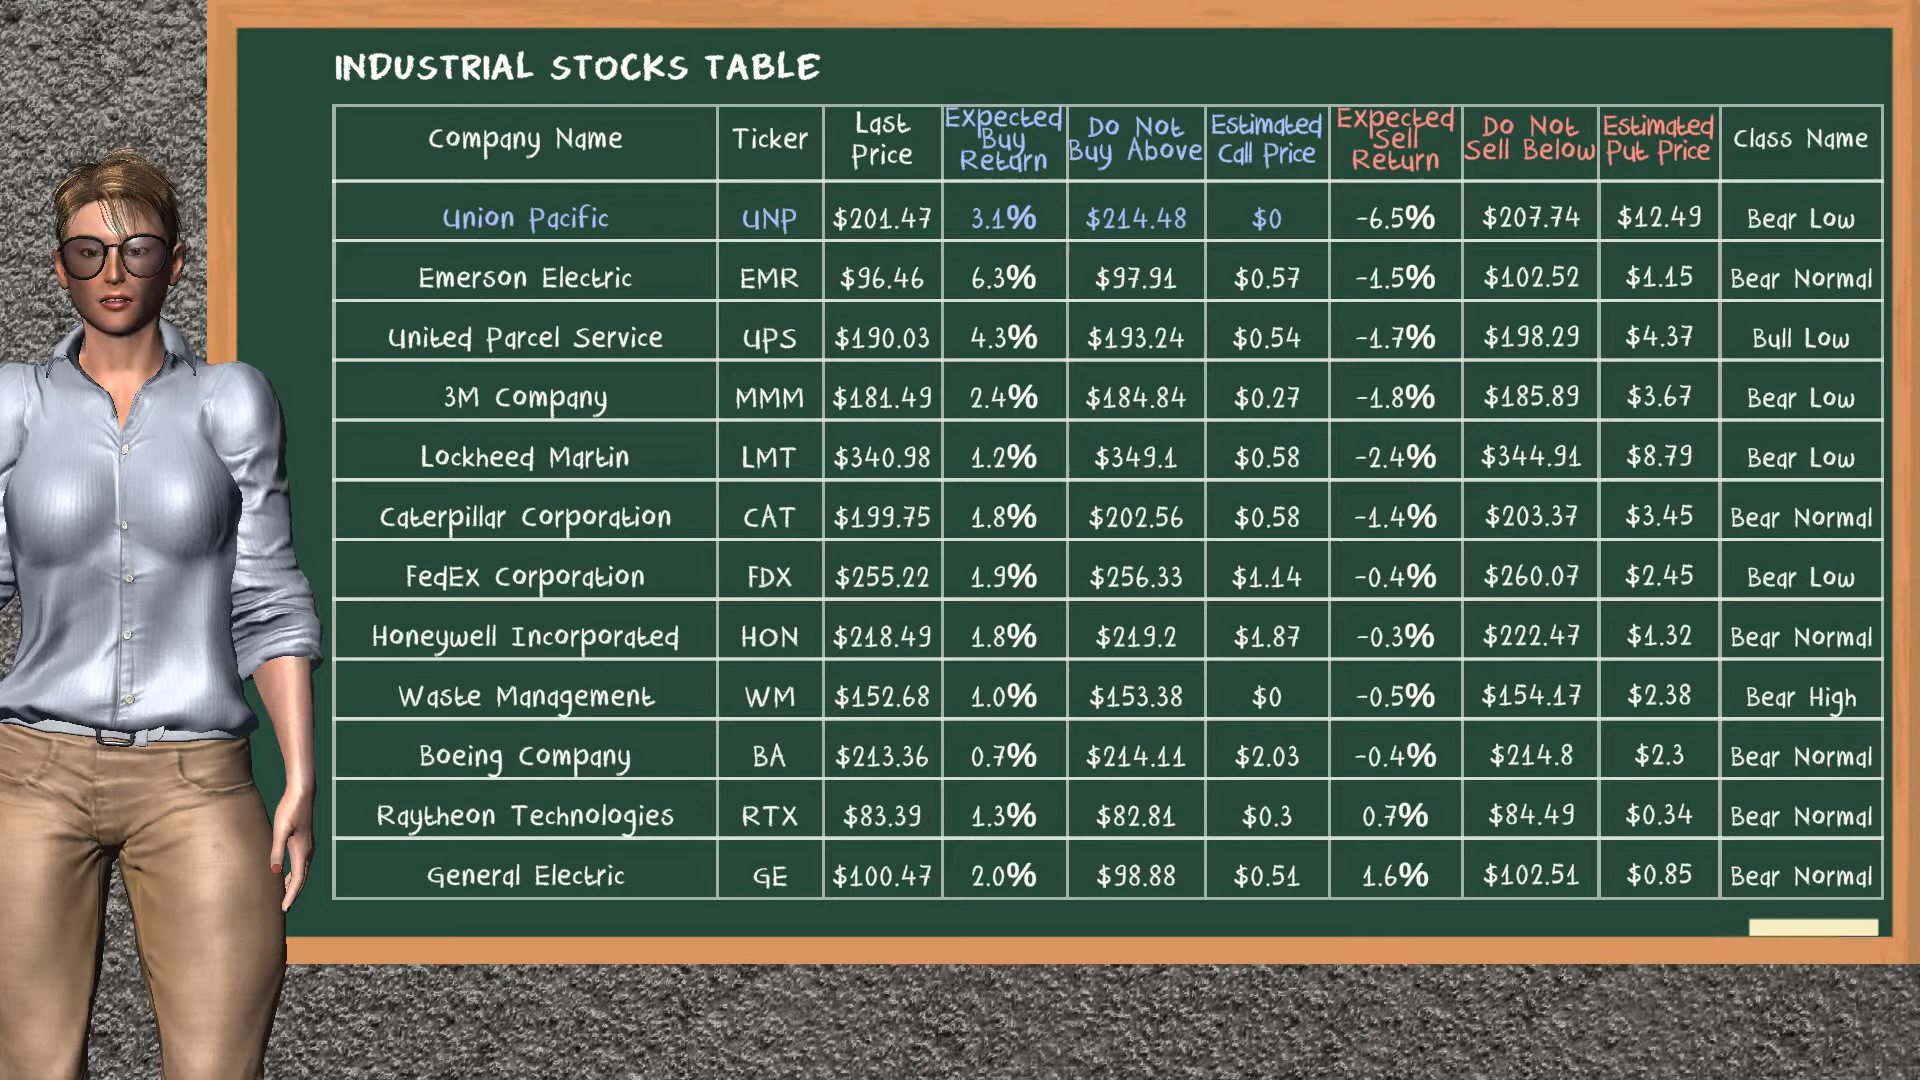 INDUSTRIAL STOCKS TABLE
Company Name Ticker Last Price Expected Buy Return Do Not Buy Above Estimated Call Price Expected Sell Return Do Not Sell Below Estimated Put Price Class Name
Union Pacific UNP $201.47 3.1% $214.48 $0 -6.5% $207.74 $12.49 Bear Low
Emerson Electric EMR $96.46 6.3% $97.91 $0.57 -1.5% $102.52 $1.15 Bear Normal
United Parcel Service UPS $190.03 4.3% $193.24 $0.54 -1.7% $198.29 $4.37 Bull Low
3M Company MMM $181.49 2.4% $184.84 $0.27 -1.8% $185.89 $3.67 Bear Low
Lockheed Martin LMT $340.98 1.2% $349.1 $0.58 -2.4% $344.91 $8.79 Bear Low
Caterpillar Corporation CAT $199.75 1.8% $202.56 $0.58 -1.4% $203.37 $3.45 Bear Normal
FedEx Corporation FDX $255.22 1.9% $256.33 $1.14 -0.4% $260.07 $2.45 Bear Low
Honeywell Incorporated HON $218.49 1.8% $219.2 $1.87 -0.3% $222.47 $1.32 Bear Normal
Waste Management WM $152.68 1.0% $153.38 $0 -0.5% $154.17 $2.38 Bear High
Boeing Company BA $213.36 0.7% $214.11 $2.03 -0.4% $214.8 $2.3 Bear Normal
Raytheon Technologies RTX $83.39 1.3% $82.81 $0.3 0.7% $84.49 $0.34 Bear Normal
General Electric GE $100.47 2.0% $98.88 $0.51 1.6% $102.51 $0.85 Bear Normal